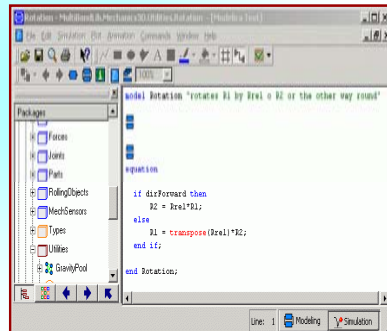 Rotation - MultibondLib.Mechanics3D.Utilities.Rotation - [Modelica Text]
File Edit Simulation Plot Animation Commands Window Help
100%
Packages
Forces
Joints
Parts
RollingObjects
MechSensors
Types
Utilities
GravityPool
model Rotation "rotates R1 by Rrel o R2 or the other way round"
equation
if dirForward then
R2 = Rrel*R1;
else
R1 = transpose(Rrel)*R2;
end if;
end Rotation;
Line: 1 Modeling Simulation